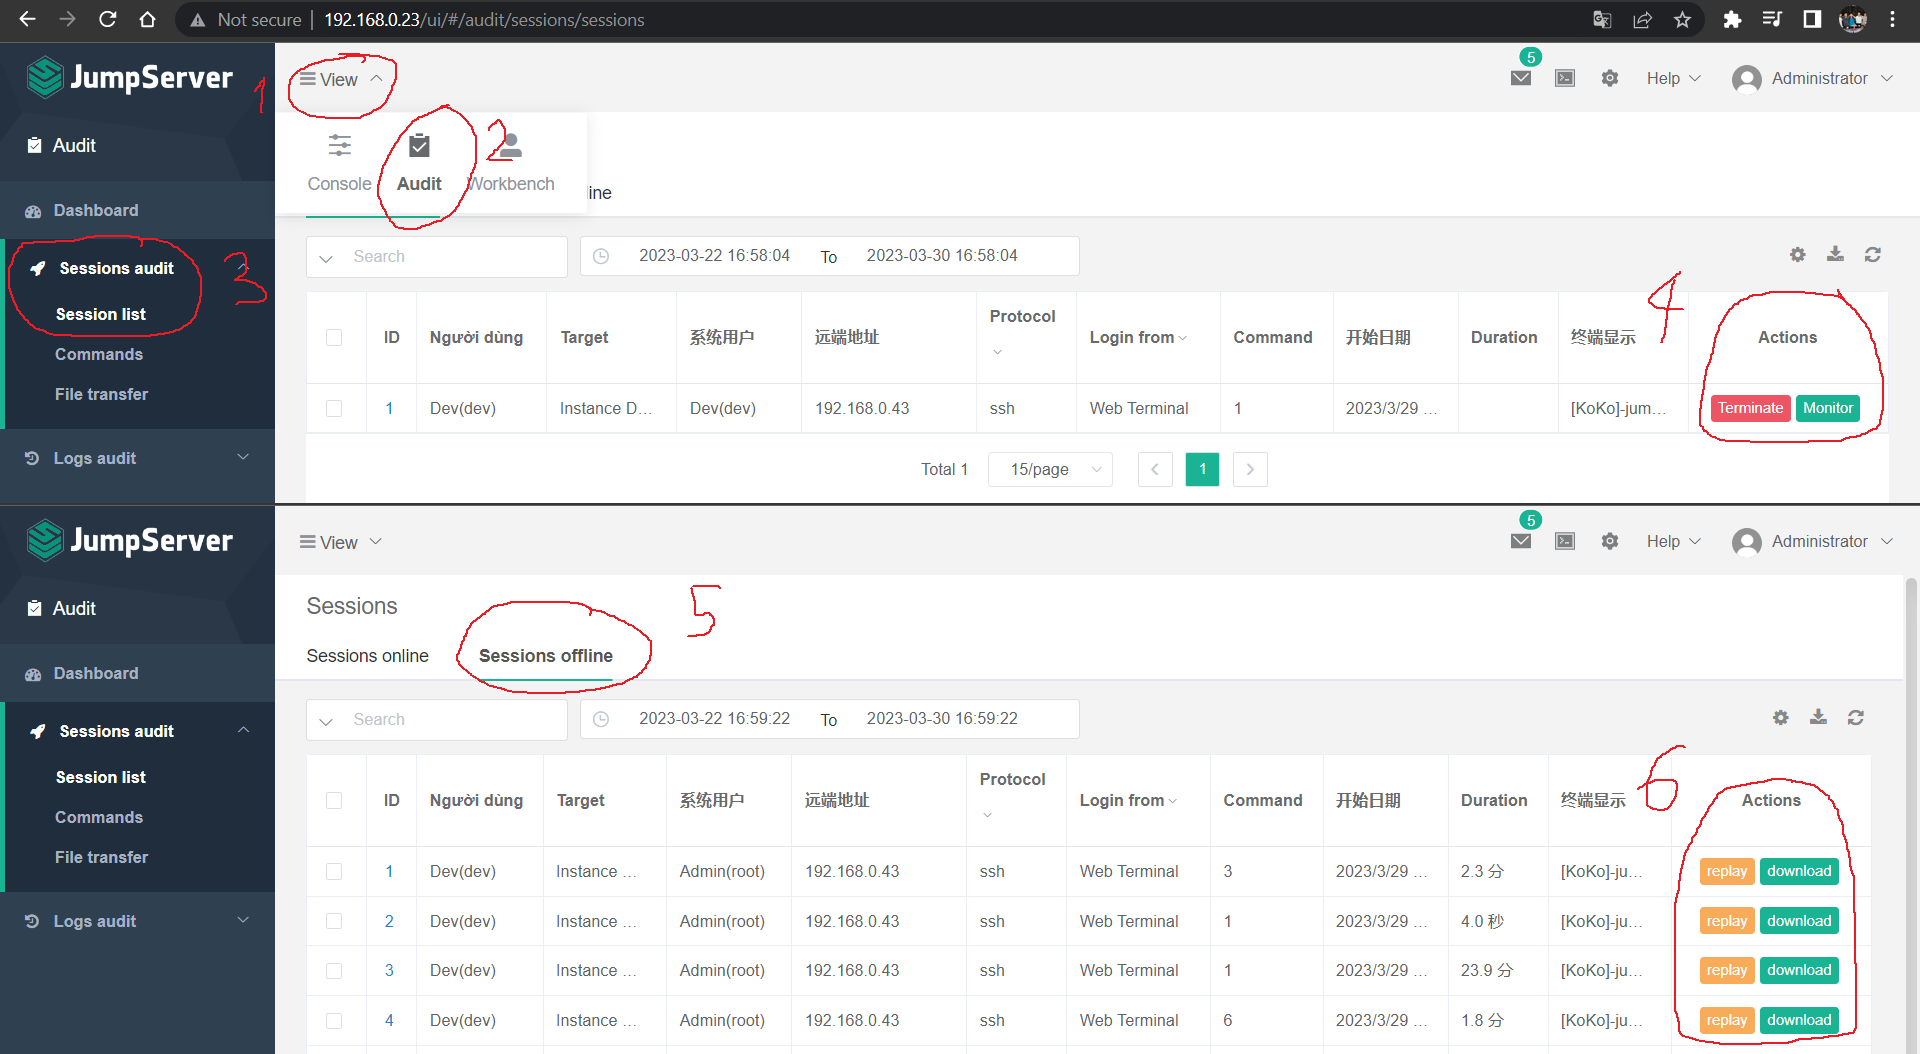 Not secure | 192.168.0.23/ui/#/audit/sessions/sessions
JumpServer
1
View
5
Help
Administrator
Audit
2
Console
Audit
Workbench
line
Dashboard
3
Sessions audit
Session list
Commands
File transfer
Logs audit
Search
2023-03-22 16:58:04 To 2023-03-30 16:58:04
4
ID Người dùng Target 系统用户 远端地址 Protocol Login from Command 开始日期 Duration 终端显示 Actions
1 Dev(dev) Instance D... Dev(dev) 192.168.0.43 ssh Web Terminal 1 2023/3/29 ... [KoKo]-jum... Terminate Monitor
Total 1 15/page 1
JumpServer
View
5
Help
Administrator
Audit
Sessions
5
Sessions online Sessions offline
Dashboard
Sessions audit
Session list
Commands
File transfer
Logs audit
Search
2023-03-22 16:59:22 To 2023-03-30 16:59:22
6
ID Người dùng Target 系统用户 远端地址 Protocol Login from Command 开始日期 Duration 终端显示 Actions
1 Dev(dev) Instance ... Admin(root) 192.168.0.43 ssh Web Terminal 3 2023/3/29 ... 2.3 分 [KoKo]-ju... replay download
2 Dev(dev) Instance ... Admin(root) 192.168.0.43 ssh Web Terminal 1 2023/3/29 ... 4.0 秒 [KoKo]-ju... replay download
3 Dev(dev) Instance ... Admin(root) 192.168.0.43 ssh Web Terminal 1 2023/3/29 ... 23.9 分 [KoKo]-ju... replay download
4 Dev(dev) Instance ... Admin(root) 192.168.0.43 ssh Web Terminal 6 2023/3/29 ... 1.8 分 [KoKo]-ju... replay download